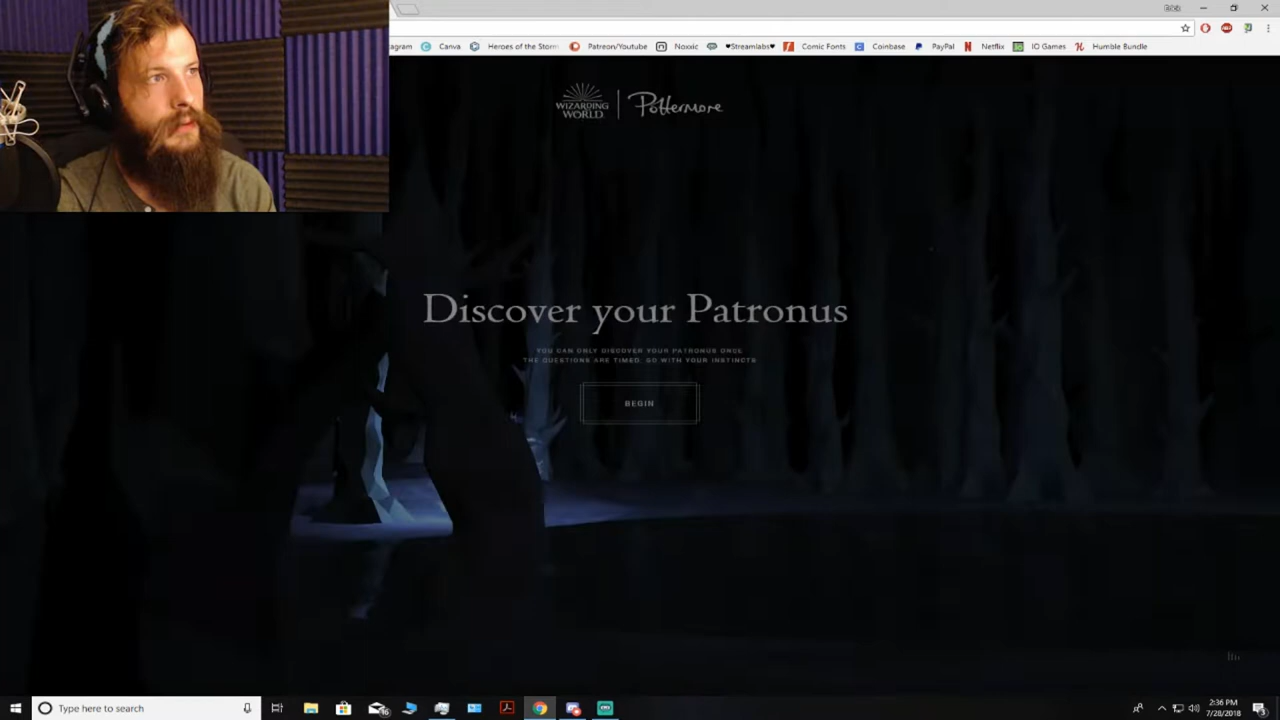 agram Canva Heroes of the Storm Patreon/Youtube Noxxic ♥Streamlabs♥ Comic Fonts Coinbase PayPal Netflix IO Games Humble Bundle
WIZARDING WORLD Pottermore
Discover your Patronus
YOU CAN ONLY DISCOVER YOUR PATRONUS ONCE
THE QUESTIONS ARE TIMED. GO WITH YOUR INSTINCTS
BEGIN
Type here to search
2:36 PM
7/28/2018